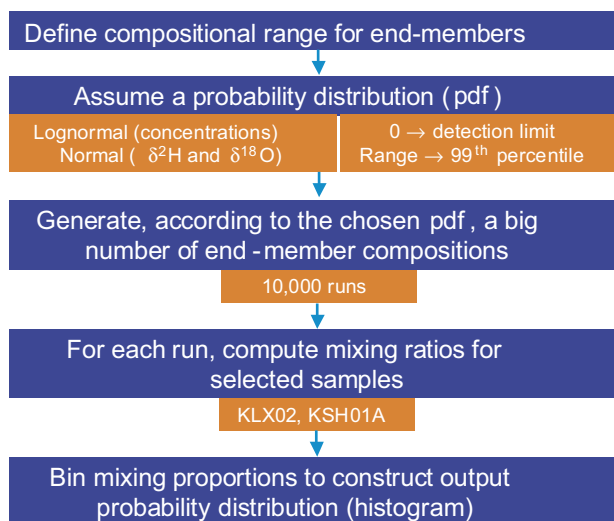 Define compositional range for end-members
Assume a probability distribution (pdf)
Lognormal (concentrations)
Normal ( δ²H and δ¹⁸O)
0 → detection limit
Range → 99ᵗʰ percentile
Generate, according to the chosen pdf, a big
number of end-member compositions
10,000 runs
For each run, compute mixing ratios for
selected samples
KLX02, KSH01A
Bin mixing proportions to construct output
probability distribution (histogram)